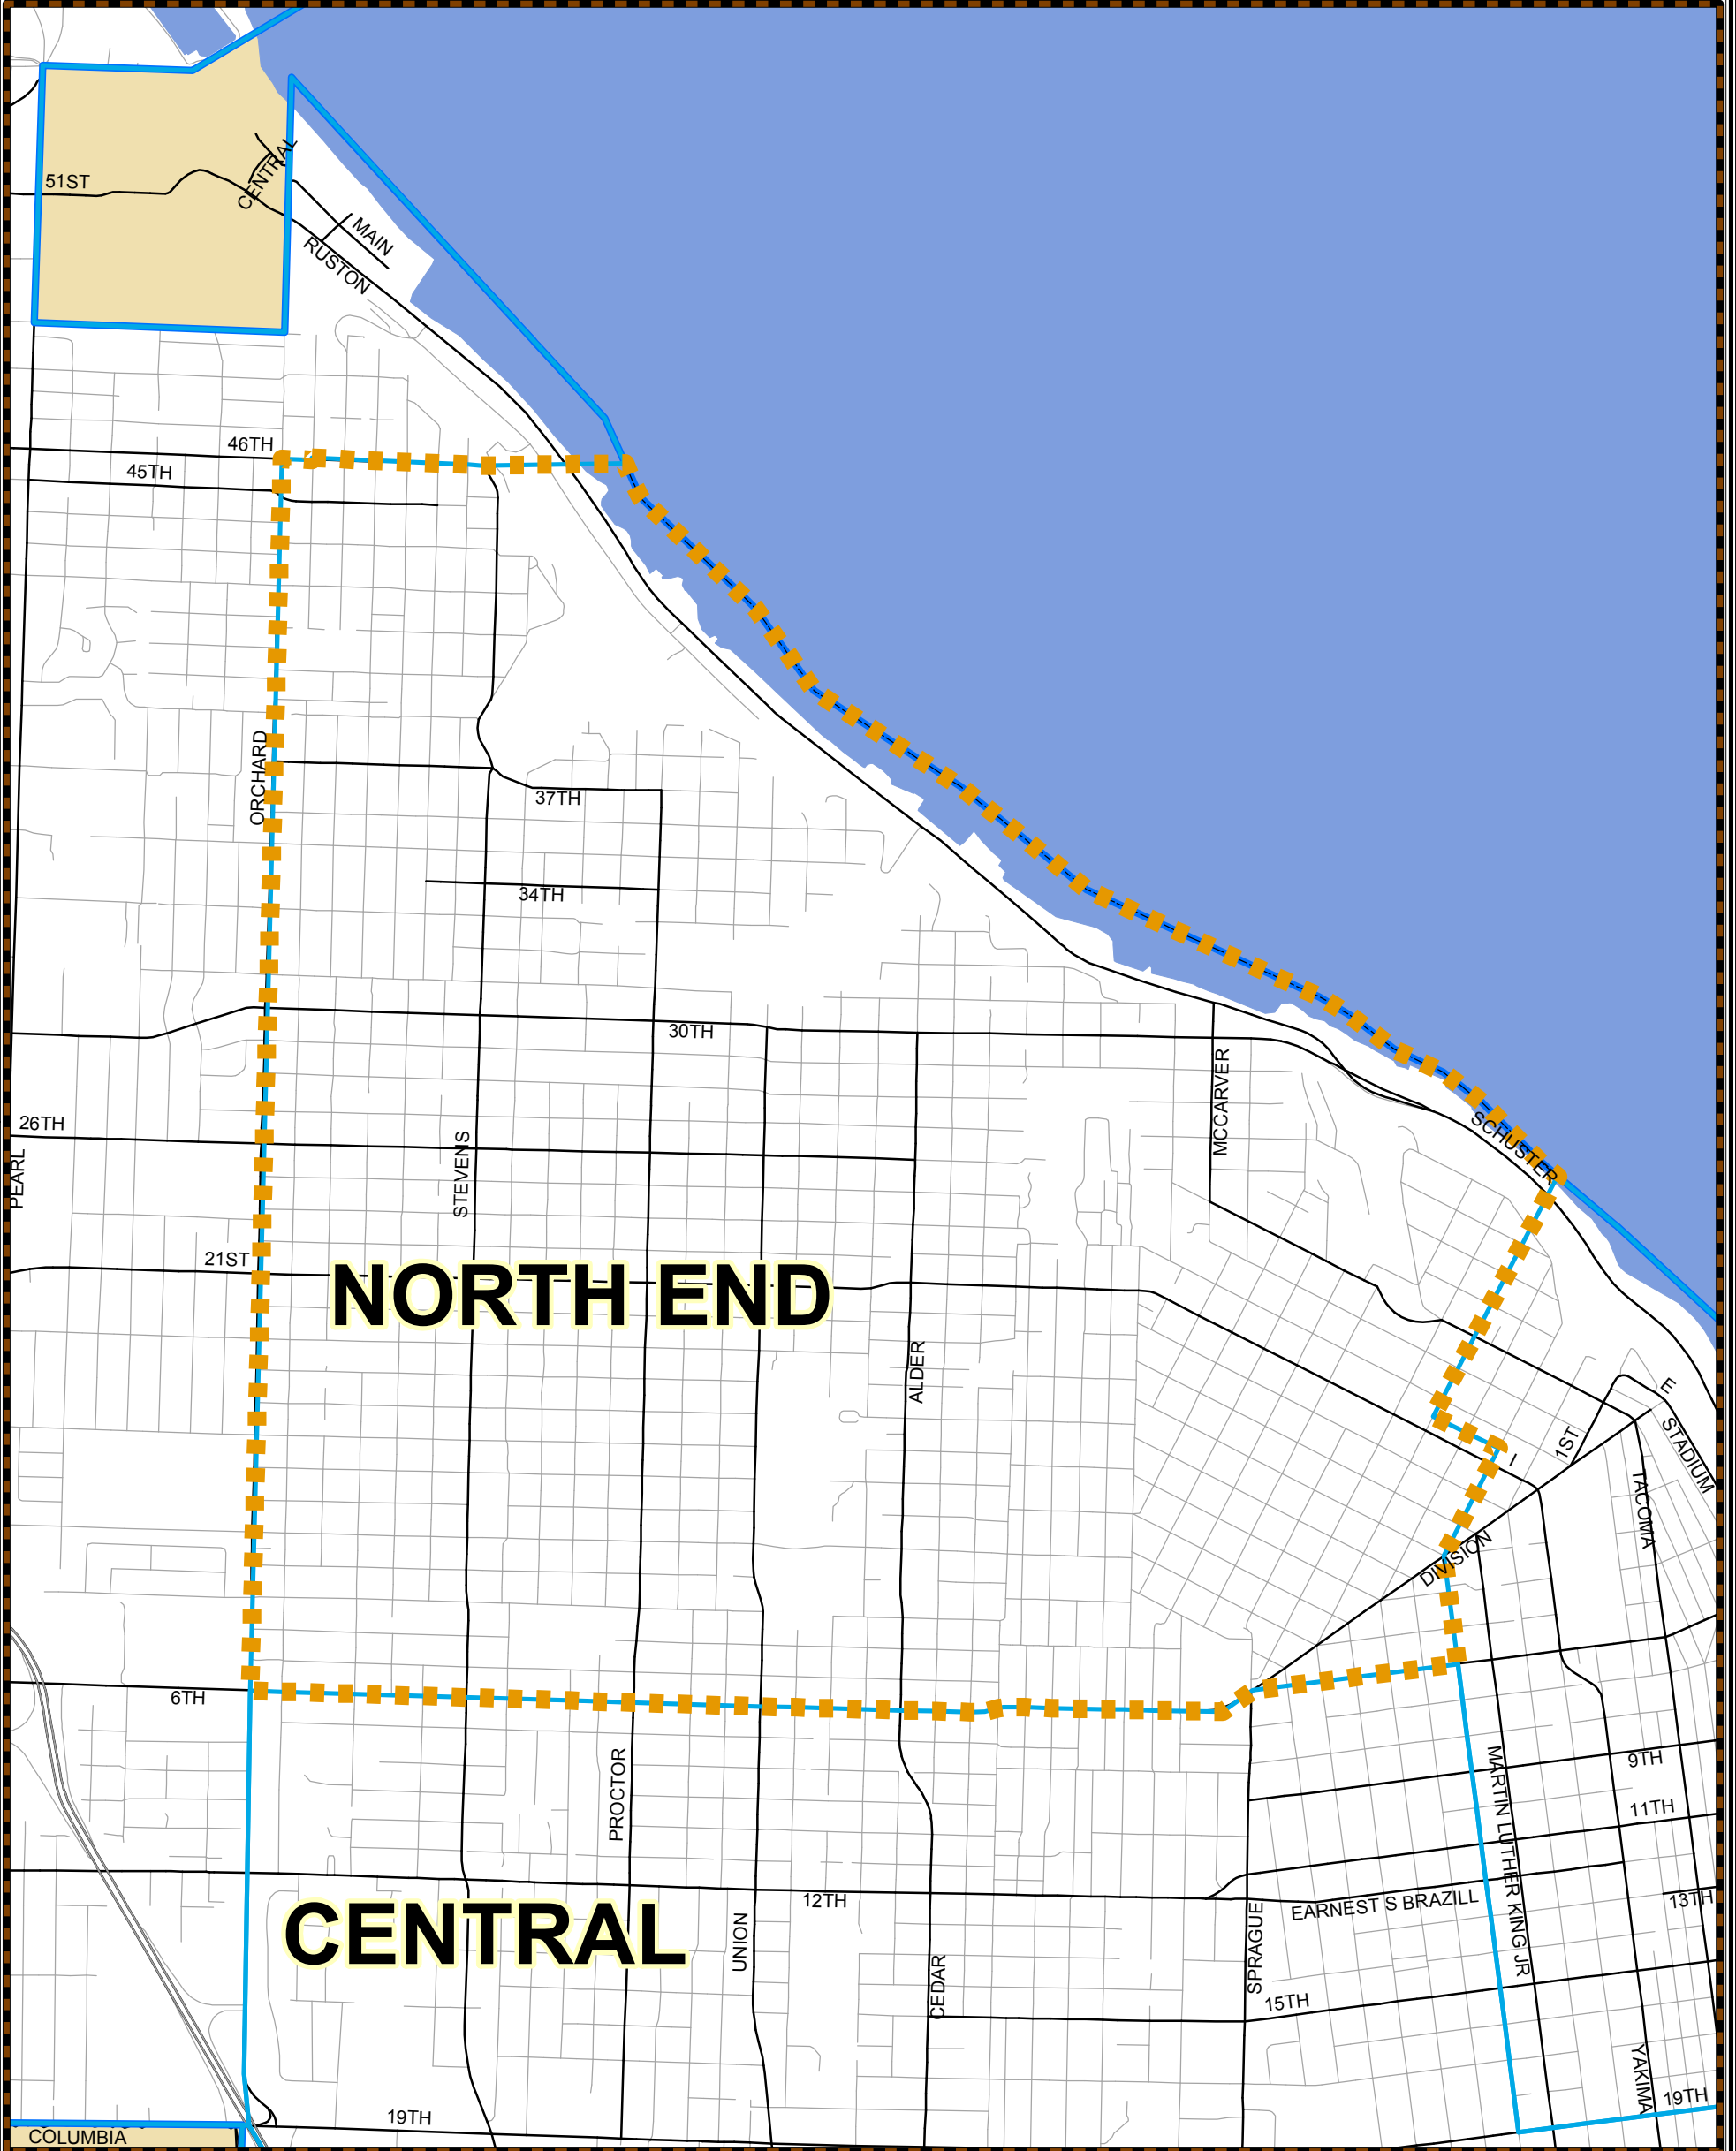 51ST
CENTRAL
MAIN
RUSTON
46TH
45TH
ORCHARD
37TH
34TH
30TH
MCCARVER
26TH
PEARL
STEVENS
SCHUSTER
21ST
NORTH END
ALDER
E
STADIUM
1ST
I
TACOMA
DIVISION
6TH
PROCTOR
MARTIN LUTHER KING JR
9TH
11TH
12TH
EARNEST S BRAZILL
13TH
CENTRAL
UNION
CEDAR
SPRAGUE
15TH
YAKIMA
19TH
19TH
COLUMBIA